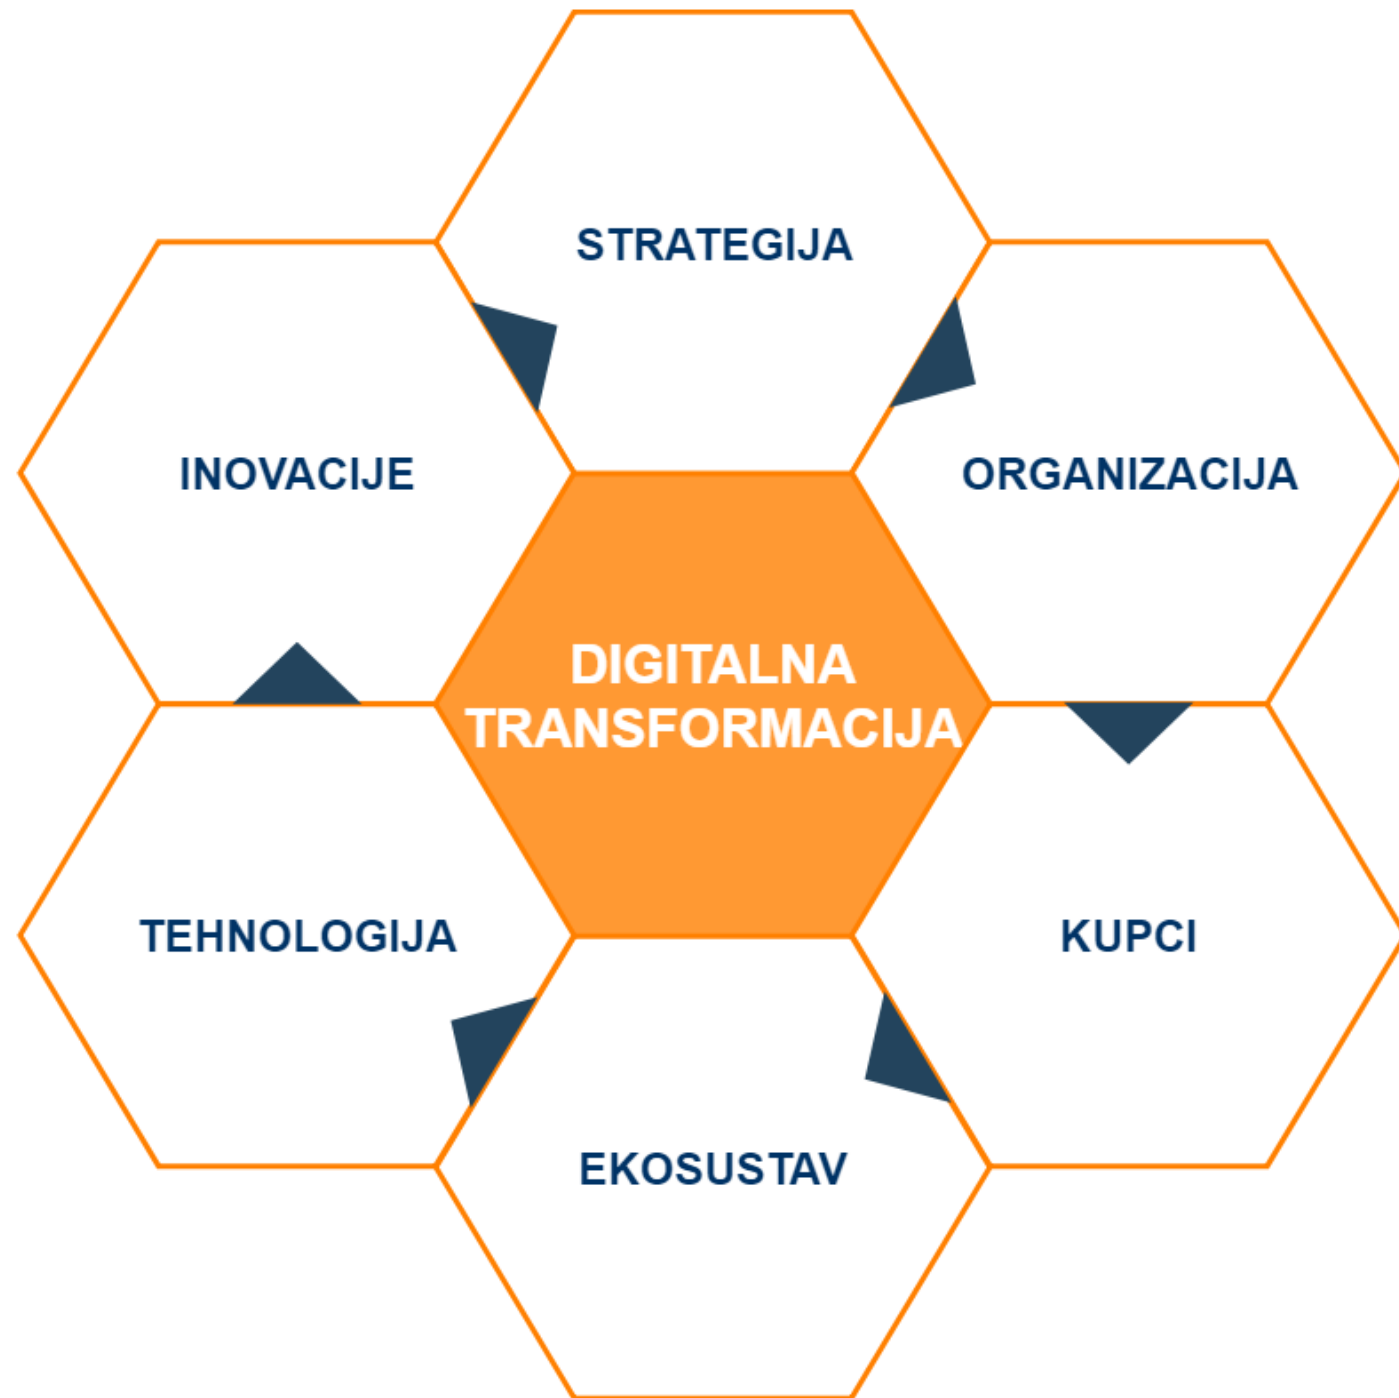 STRATEGIJA
INOVACIJE
ORGANIZACIJA
DIGITALNA
TRANSFORMACIJA
TEHNOLOGIJA
KUPCI
EKOSUSTAV